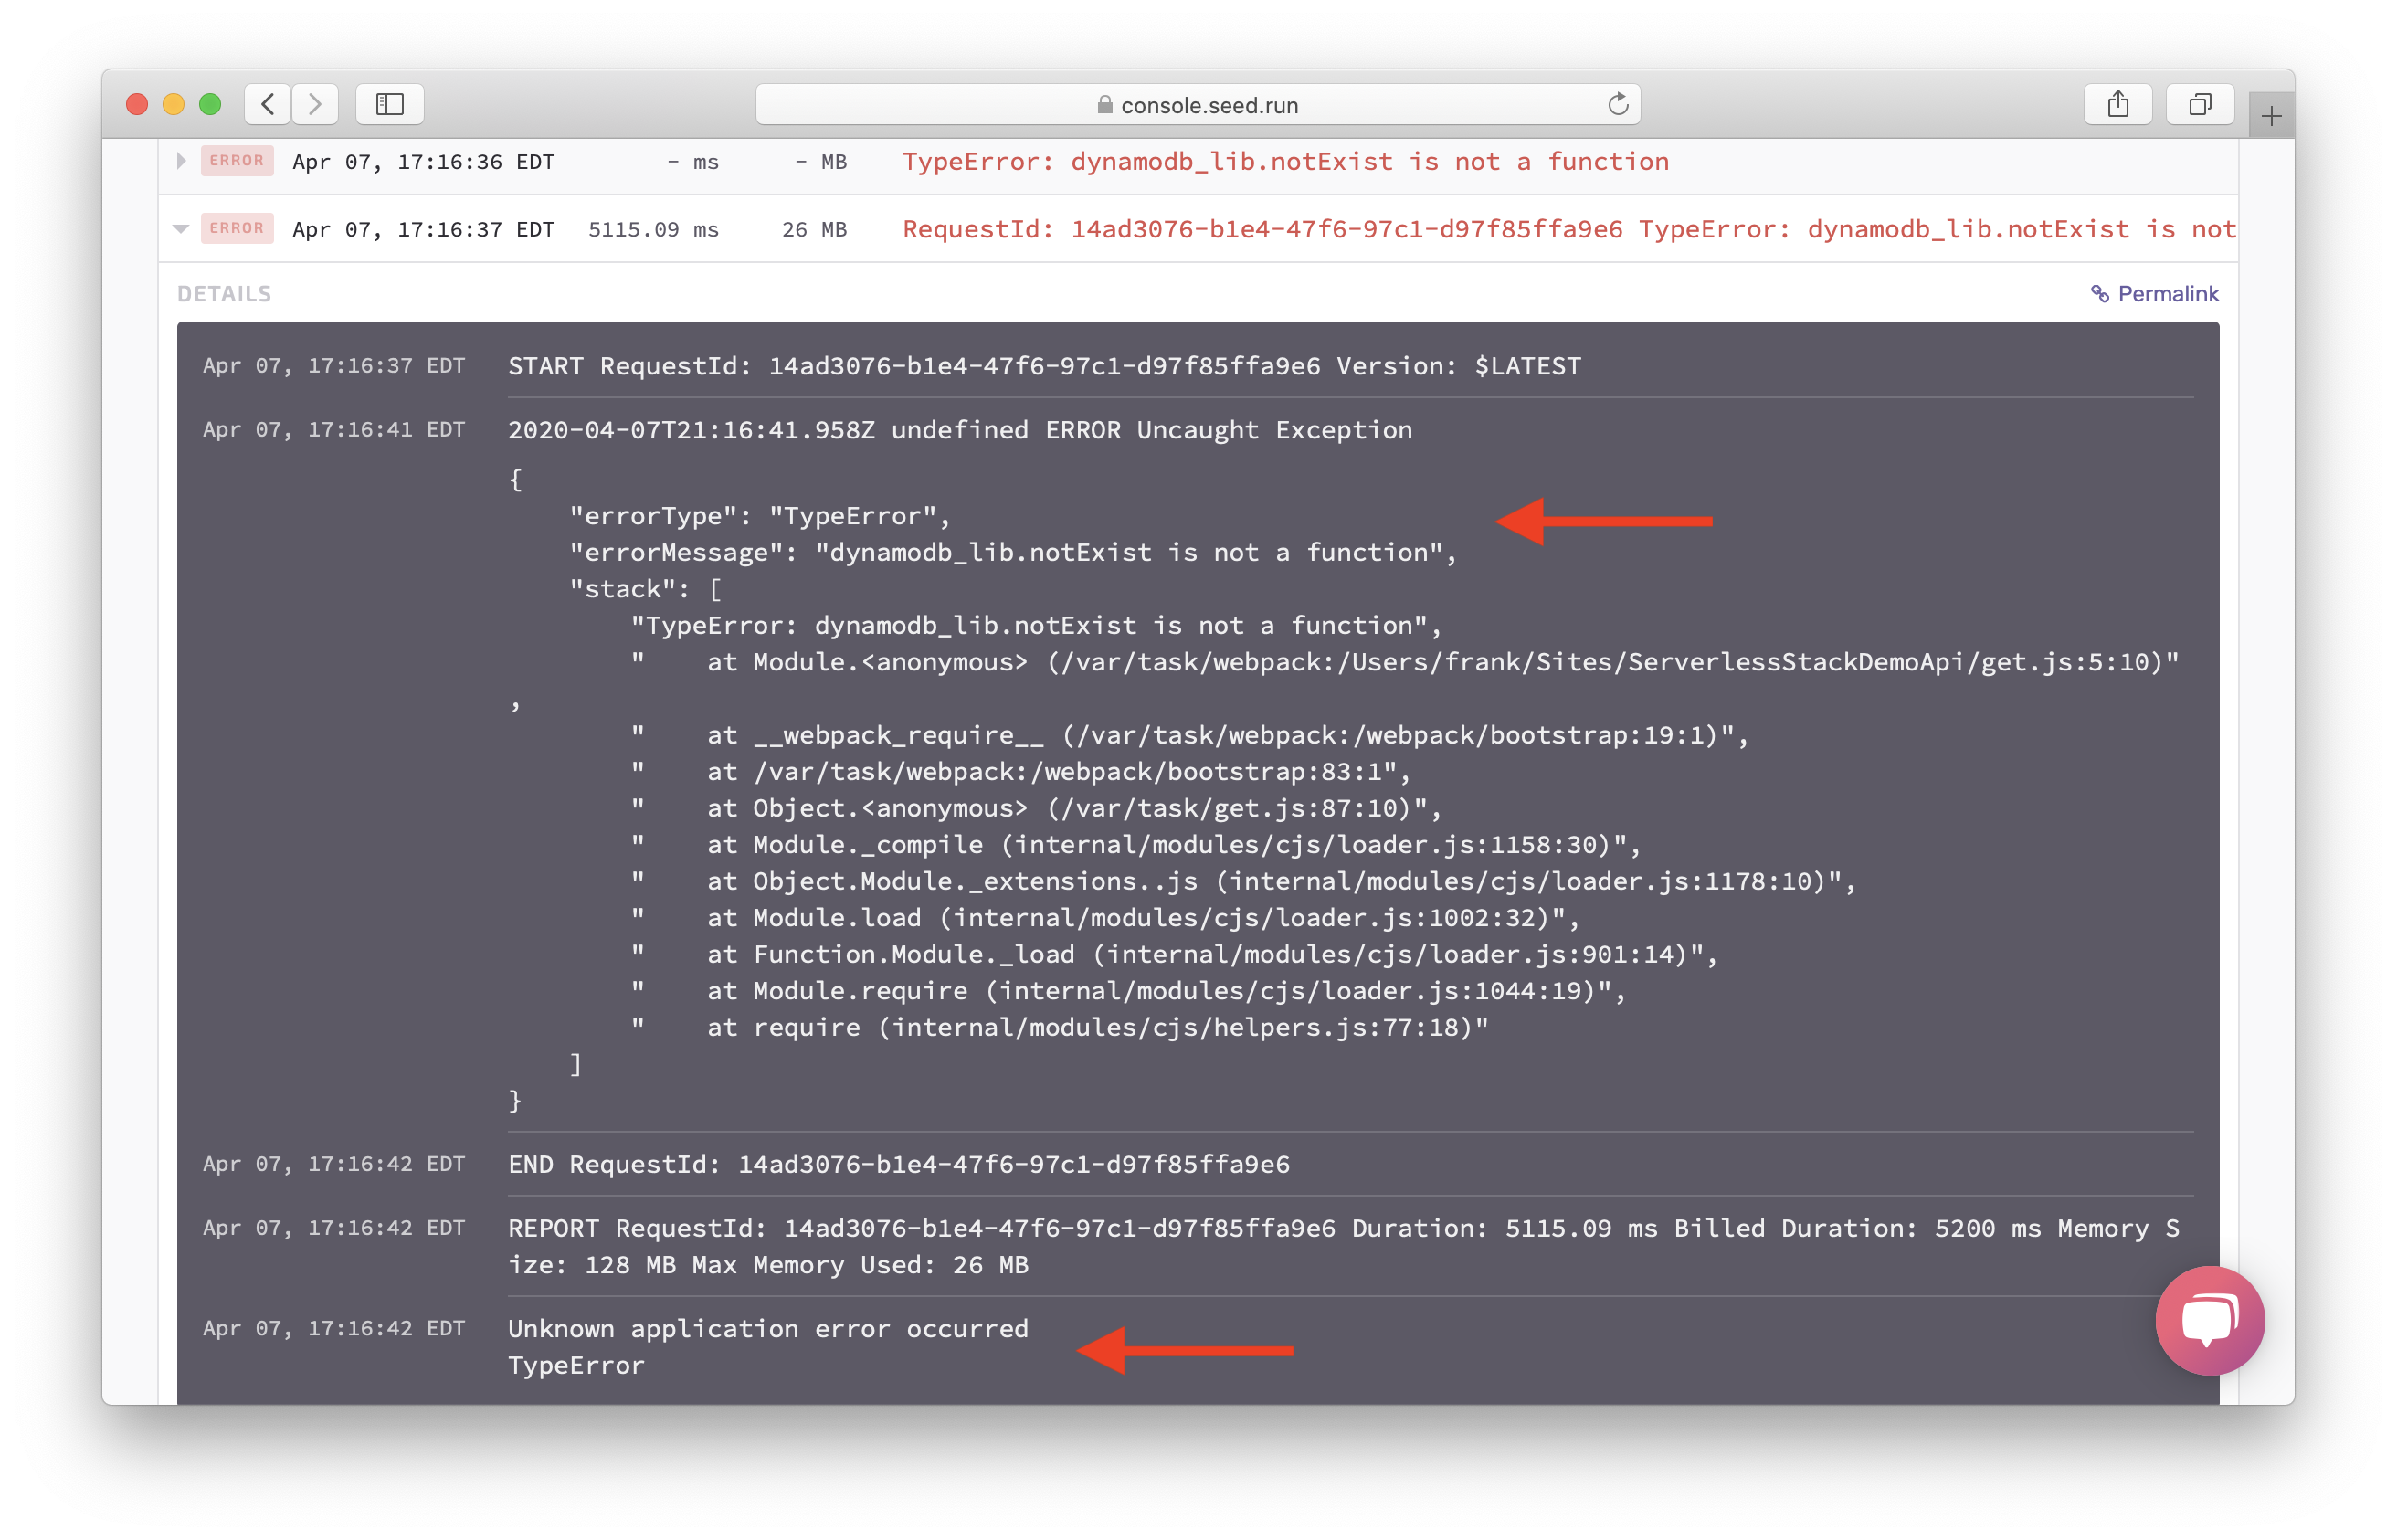 console.seed.run
ERROR Apr 07, 17:16:36 EDT - ms - MB TypeError: dynamodb_lib.notExist is not a function
ERROR Apr 07, 17:16:37 EDT 5115.09 ms 26 MB RequestId: 14ad3076-b1e4-47f6-97c1-d97f85ffa9e6 TypeError: dynamodb_lib.notExist is not
DETAILS Permalink
Apr 07, 17:16:37 EDT START RequestId: 14ad3076-b1e4-47f6-97c1-d97f85ffa9e6 Version: $LATEST
Apr 07, 17:16:41 EDT 2020-04-07T21:16:41.958Z undefined ERROR Uncaught Exception
{
    "errorType": "TypeError",
    "errorMessage": "dynamodb_lib.notExist is not a function",
    "stack": [
        "TypeError: dynamodb_lib.notExist is not a function",
        "    at Module.<anonymous> (/var/task/webpack:/Users/frank/Sites/ServerlessStackDemoApi/get.js:5:10)"
,
        "    at __webpack_require__ (/var/task/webpack:/webpack/bootstrap:19:1)",
        "    at /var/task/webpack:/webpack/bootstrap:83:1",
        "    at Object.<anonymous> (/var/task/get.js:87:10)",
        "    at Module._compile (internal/modules/cjs/loader.js:1158:30)",
        "    at Object.Module._extensions..js (internal/modules/cjs/loader.js:1178:10)",
        "    at Module.load (internal/modules/cjs/loader.js:1002:32)",
        "    at Function.Module._load (internal/modules/cjs/loader.js:901:14)",
        "    at Module.require (internal/modules/cjs/loader.js:1044:19)",
        "    at require (internal/modules/cjs/helpers.js:77:18)"
    ]
}
Apr 07, 17:16:42 EDT END RequestId: 14ad3076-b1e4-47f6-97c1-d97f85ffa9e6
Apr 07, 17:16:42 EDT REPORT RequestId: 14ad3076-b1e4-47f6-97c1-d97f85ffa9e6 Duration: 5115.09 ms Billed Duration: 5200 ms Memory S
ize: 128 MB Max Memory Used: 26 MB
Apr 07, 17:16:42 EDT Unknown application error occurred
TypeError